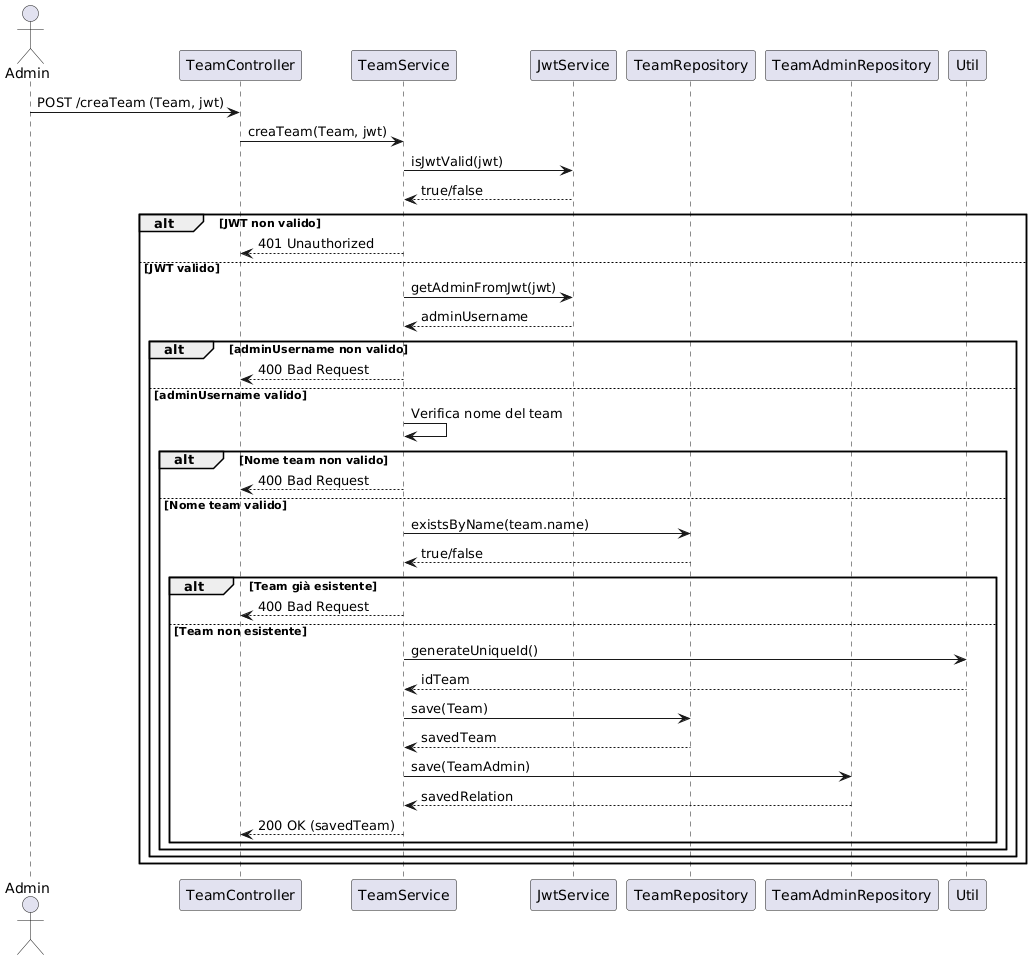 Admin
TeamController TeamService JwtService TeamRepository TeamAdminRepository Util
POST /creaTeam (Team, jwt)
creaTeam(Team, jwt)
isJwtValid(jwt)
true/false
alt [JWT non valido]
401 Unauthorized
[JWT valido]
getAdminFromJwt(jwt)
adminUsername
alt [adminUsername non valido]
400 Bad Request
[adminUsername valido]
Verifica nome del team
alt [Nome team non valido]
400 Bad Request
[Nome team valido]
existsByName(team.name)
true/false
alt [Team già esistente]
400 Bad Request
[Team non esistente]
generateUniqueId()
idTeam
save(Team)
savedTeam
save(TeamAdmin)
savedRelation
200 OK (savedTeam)
Admin
TeamController TeamService JwtService TeamRepository TeamAdminRepository Util